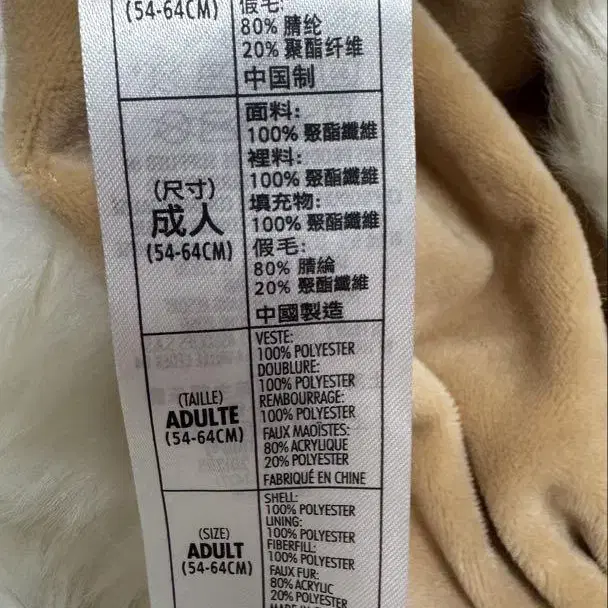 (54-64CM)
假毛:
80% 腈纶
20% 聚酯纤维
中国制
(尺寸)
成人
(54-64CM)
面料:
100% 聚酯纖維
裡料:
100% 聚酯纖維
填充物:
100% 聚酯纖維
假毛:
80% 腈綸
20% 聚酯纖維
中國製造
(TAILLE)
ADULTE
(54-64CM)
VESTE:
100% POLYESTER
DOUBLURE:
100% POLYESTER
REMBOURRAGE:
100% POLYESTER
FAUX MAOÏSTES:
80% ACRYLIQUE
20% POLYESTER
FABRIQUÉ EN CHINE
(SIZE)
ADULT
(54-64CM)
SHELL:
100% POLYESTER
LINING:
100% POLYESTER
FIBERFILL:
100% POLYESTER
FAUX FUR:
80% ACRYLIC
20% POLYESTER
MADE IN